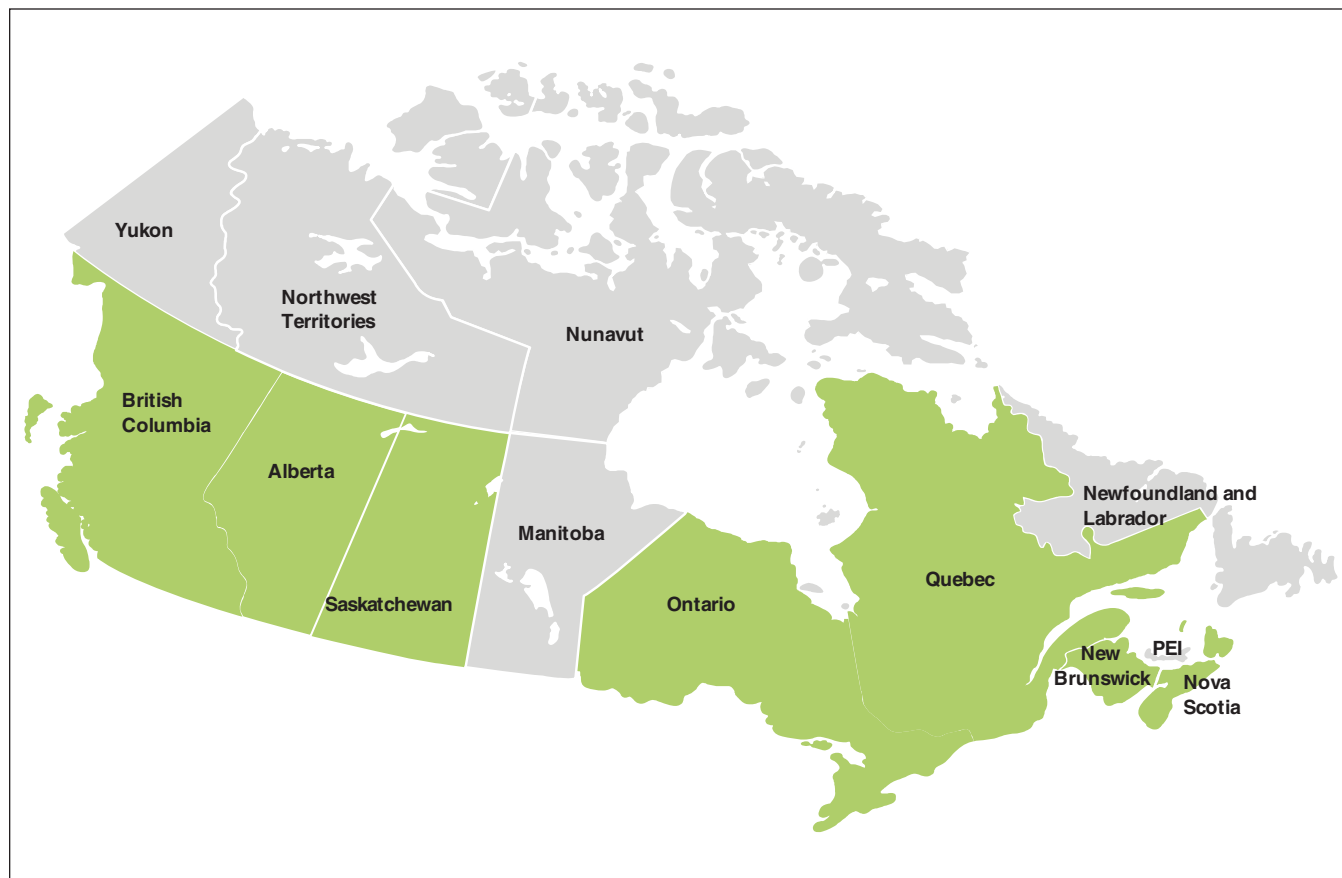 Yukon
Northwest
Territories
Nunavut
British
Columbia
Alberta
Saskatchewan
Manitoba
Ontario
Quebec
Newfoundland and
Labrador
New
Brunswick
PEI
Nova
Scotia